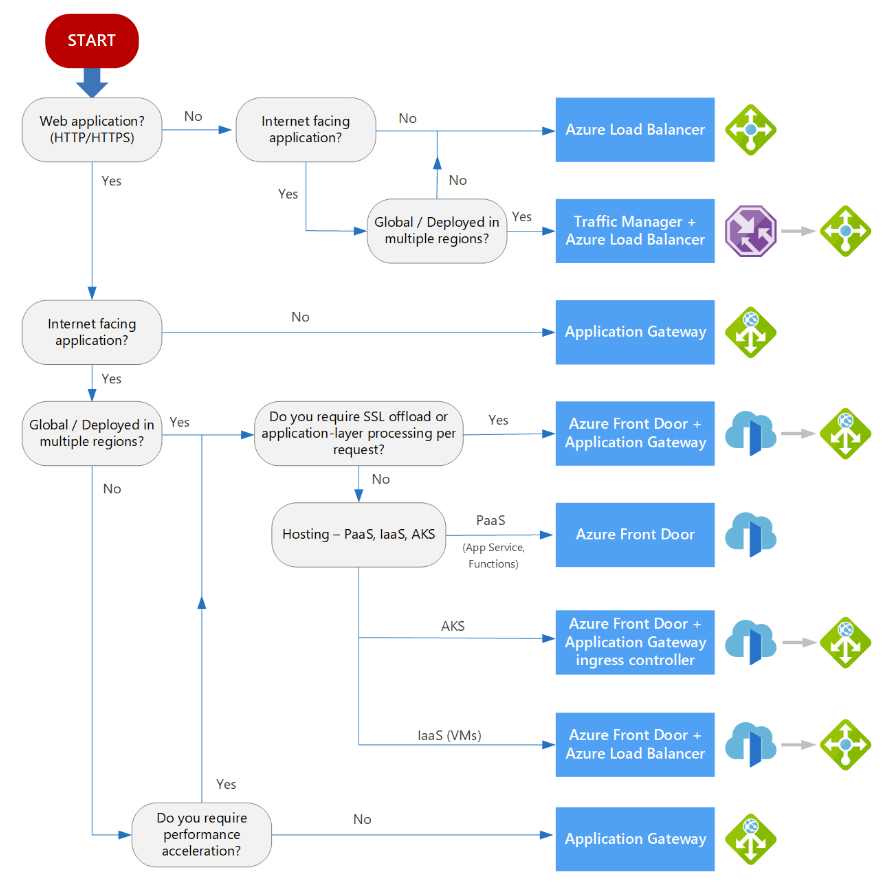 START
Web application?
(HTTP/HTTPS)
No
Internet facing
application?
No
Azure Load Balancer
Yes
Yes
No
Global / Deployed in
multiple regions?
Yes
Traffic Manager +
Azure Load Balancer
Internet facing
application?
No
Application Gateway
Yes
Global / Deployed in
multiple regions?
Yes
Do you require SSL offload or
application-layer processing per
request?
Yes
Azure Front Door +
Application Gateway
No
No
Hosting – PaaS, IaaS, AKS
PaaS
(App Service,
Functions)
Azure Front Door
AKS
Azure Front Door +
Application Gateway
ingress controller
IaaS (VMs)
Azure Front Door +
Azure Load Balancer
Yes
Do you require
performance
acceleration?
No
Application Gateway